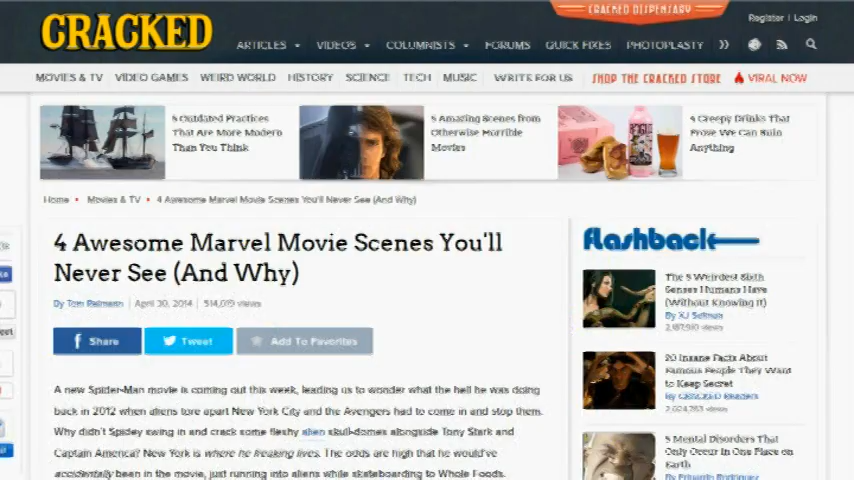 CRACKED DISPENSARY
Register | Login
CRACKED
ARTICLES VIDEOS COLUMNISTS FORUMS QUICK FIXES PHOTOPLASTY
MOVIES & TV VIDEO GAMES WEIRD WORLD HISTORY SCIENCE TECH MUSIC WRITE FOR US SHOP THE CRACKED STORE VIRAL NOW
Outdated Practices
That Are More Modern
Than You Think
Amazing Scenes from
Otherwise Horrible
Movies
4 Creepy Drinks That
Prove We Can Ruin
Anything
Home • Movies & TV • 4 Awesome Marvel Movie Scenes You'll Never See (And Why)
4 Awesome Marvel Movie Scenes You'll
Never See (And Why)
By Tom Reimann | April 30, 2014 | views
Share Tweet Add To Favorites
A new Spider-Man movie is coming out this week, leading us to wonder what the hell he was doing
back in 2012 when aliens tore apart New York City and the Avengers had to come in and stop them.
Why didn't Spidey swing in and crack some fleshy alien skull-domes alongside Tony Stark and
Captain America? New York is where he freaking lives. The odds are high that he would've
accidentally been in the movie, just running into aliens while skateboarding to Whole Foods.
flashback
The Weirdest Sixth
Senses Humans Have
(Without Knowing It)
By XJ Selman
views
20 Insane Facts About
Famous People They Want
to Keep Secret
By CRACKED Readers
views
5 Mental Disorders That
Only Occur In One Place on
Earth
By Eduardo Rodriguez